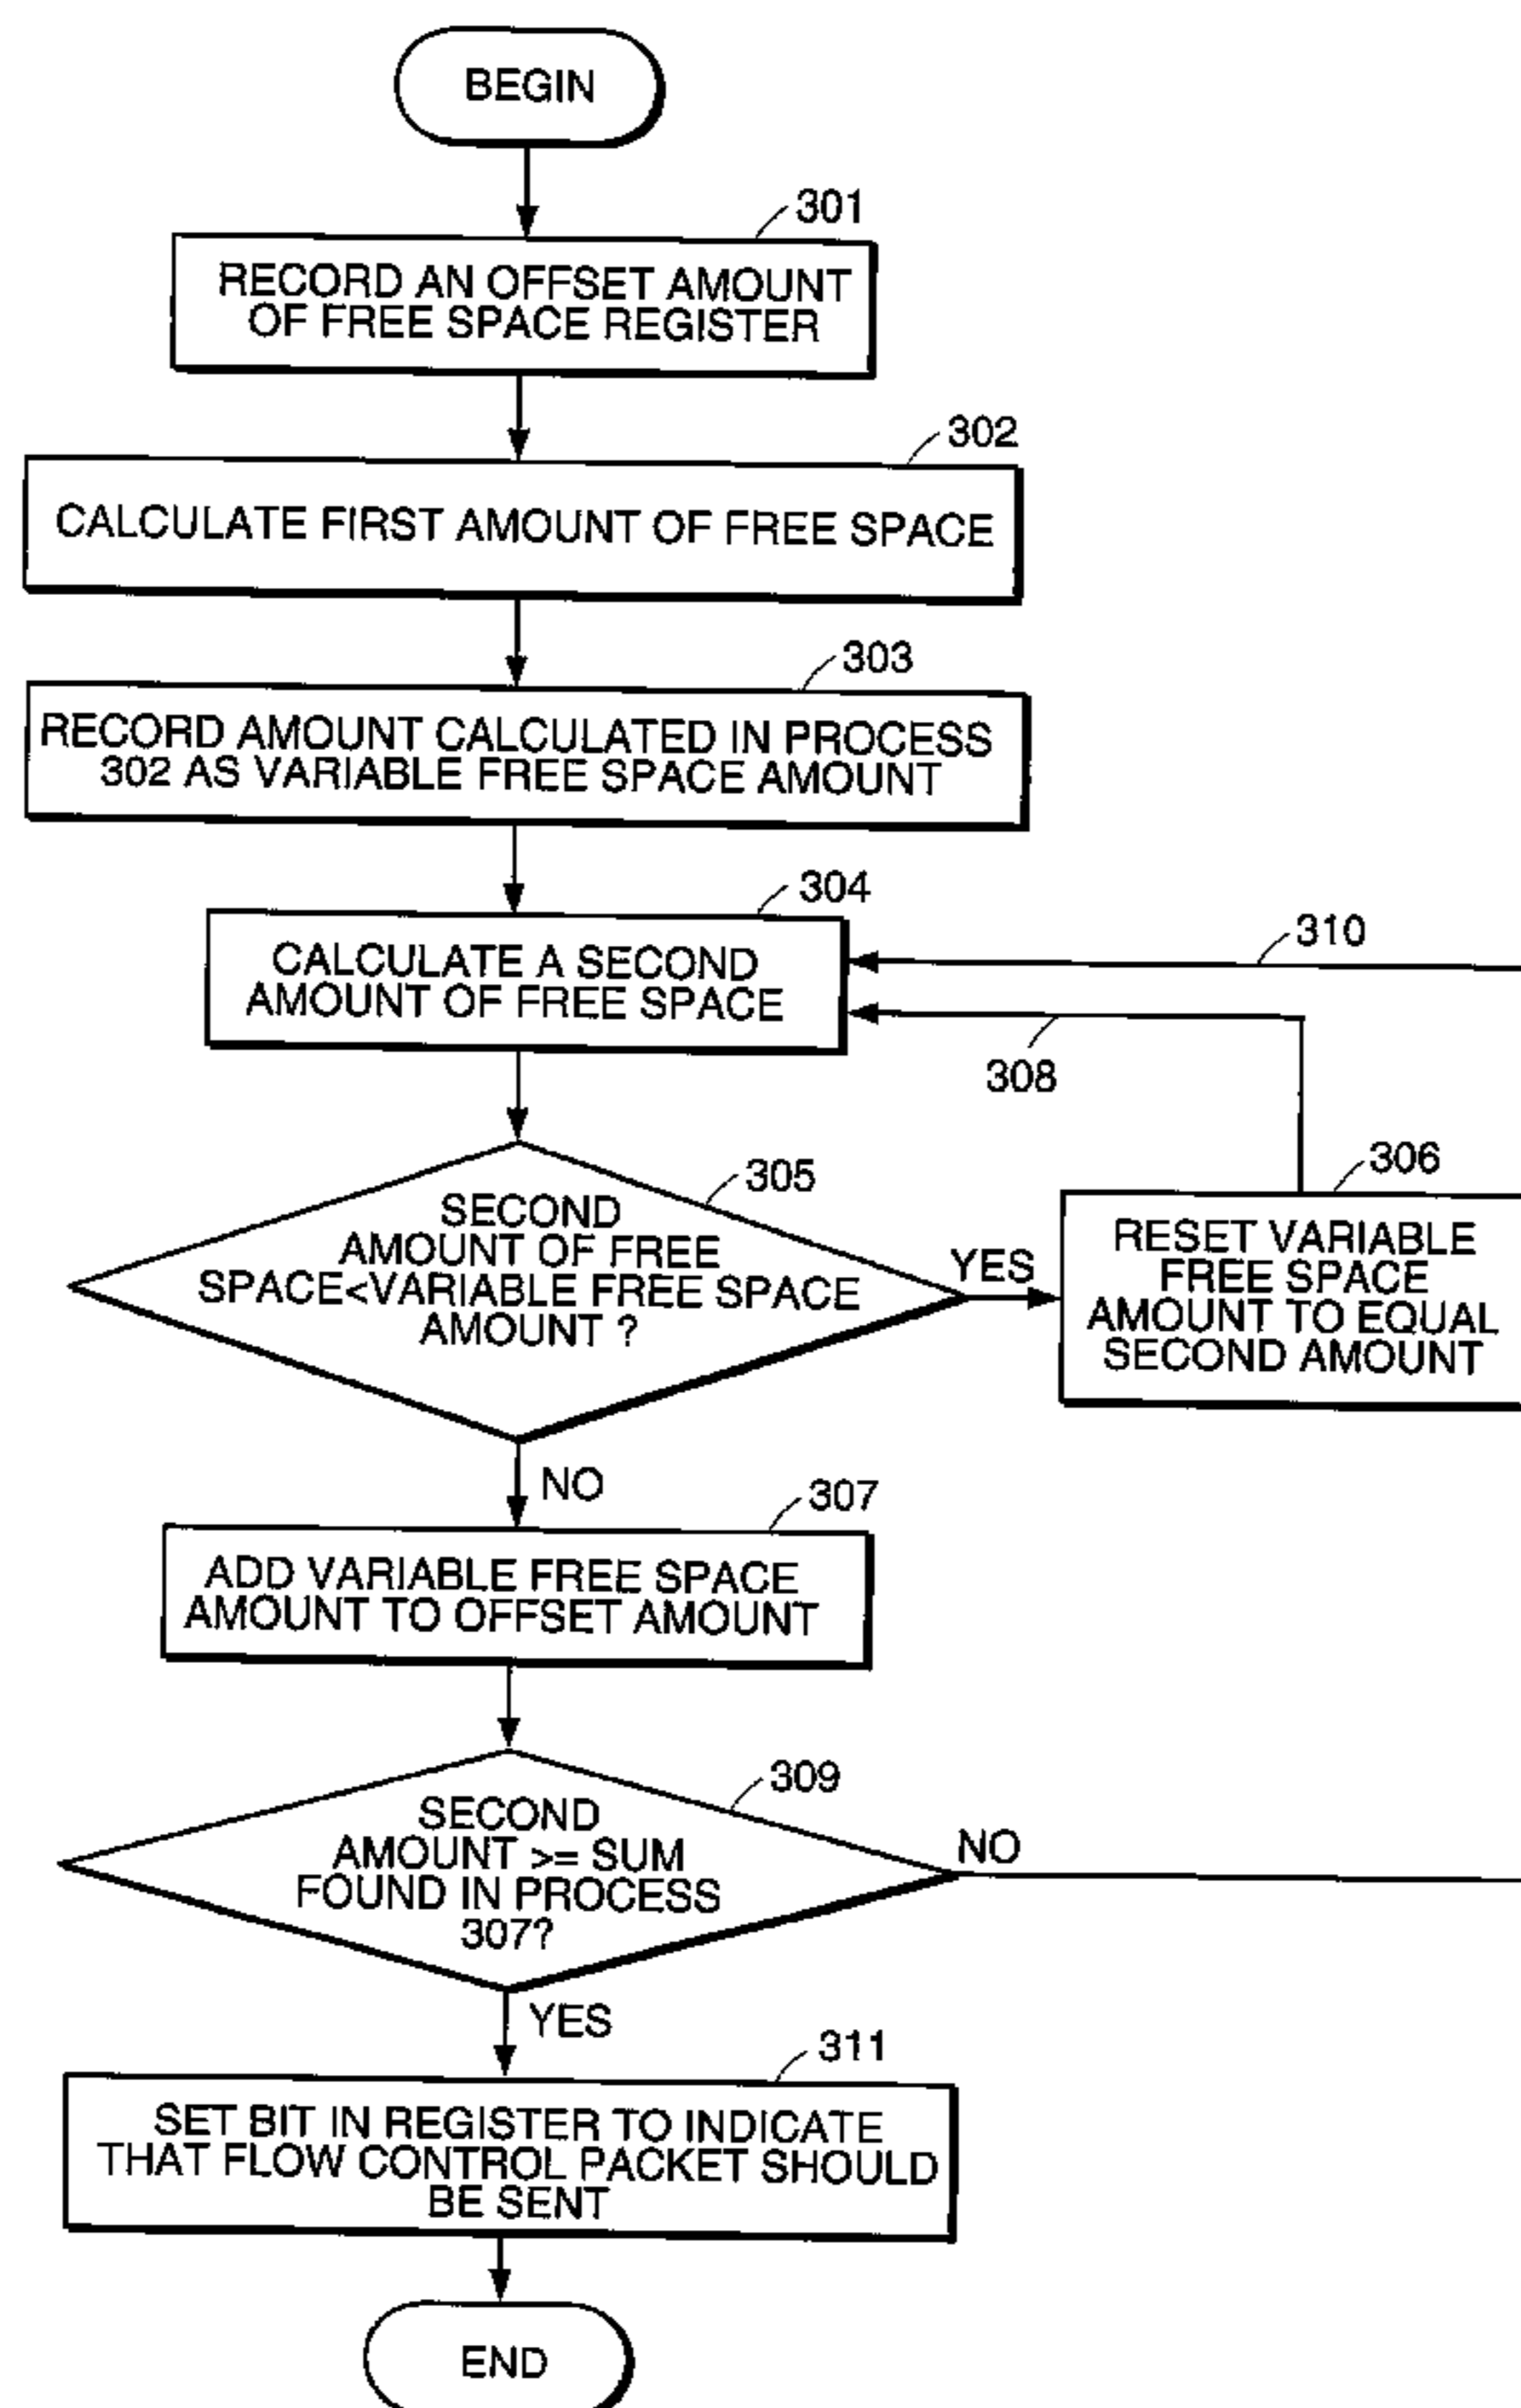 BEGIN
301
RECORD AN OFFSET AMOUNT
OF FREE SPACE REGISTER
302
CALCULATE FIRST AMOUNT OF FREE SPACE
303
RECORD AMOUNT CALCULATED IN PROCESS
302 AS VARIABLE FREE SPACE AMOUNT
304
CALCULATE A SECOND
AMOUNT OF FREE SPACE
310
308
305
SECOND
AMOUNT OF FREE
SPACE<VARIABLE FREE SPACE
AMOUNT ?
YES
306
RESET VARIABLE
FREE SPACE
AMOUNT TO EQUAL
SECOND AMOUNT
NO
307
ADD VARIABLE FREE SPACE
AMOUNT TO OFFSET AMOUNT
309
SECOND
AMOUNT >= SUM
FOUND IN PROCESS
307?
NO
YES
311
SET BIT IN REGISTER TO INDICATE
THAT FLOW CONTROL PACKET SHOULD
BE SENT
END